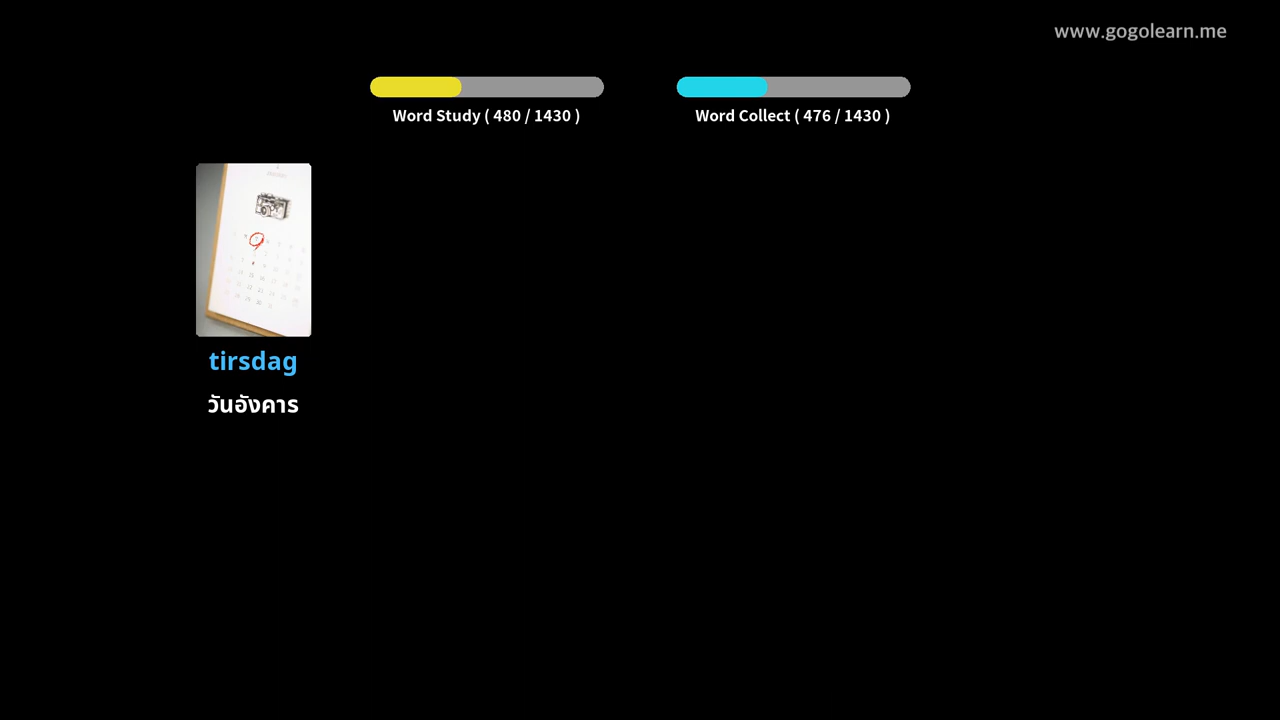 www.gogolearn.me
Word Study ( 480 / 1430 )
Word Collect ( 476 / 1430 )
tirsdag
วันอังคาร